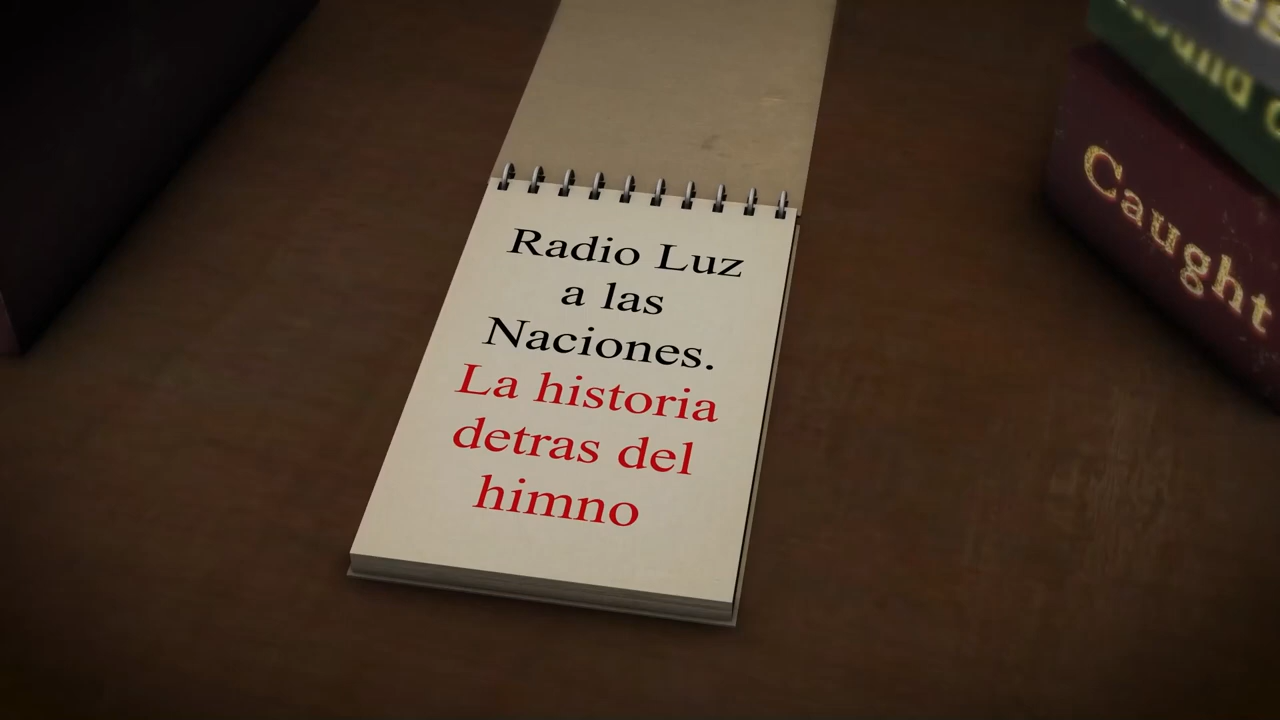 Radio Luz
a las
Naciones.
La historia
detras del
himno
Caught